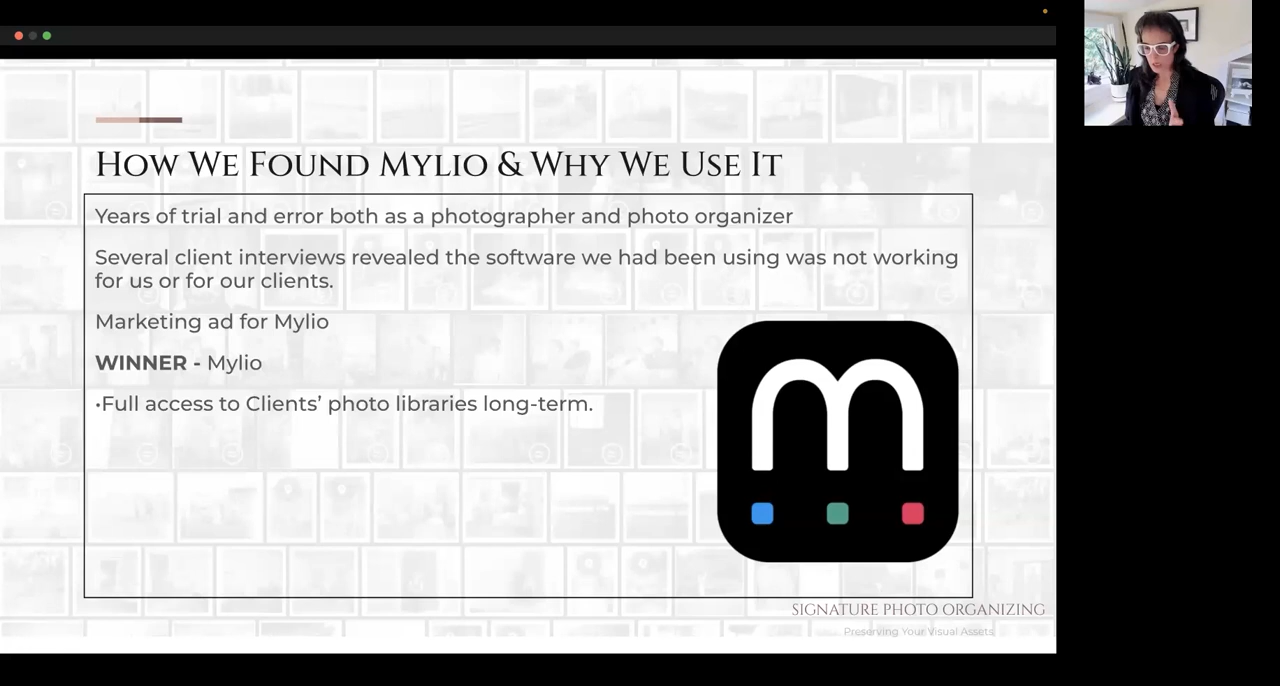 How We Found Mylio & Why We Use It
Years of trial and error both as a photographer and photo organizer
Several client interviews revealed the software we had been using was not working
for us or for our clients.
Marketing ad for Mylio
WINNER - Mylio
•Full access to Clients’ photo libraries long-term.
m
SIGNATURE PHOTO ORGANIZING
Preserving Your Visual Assets